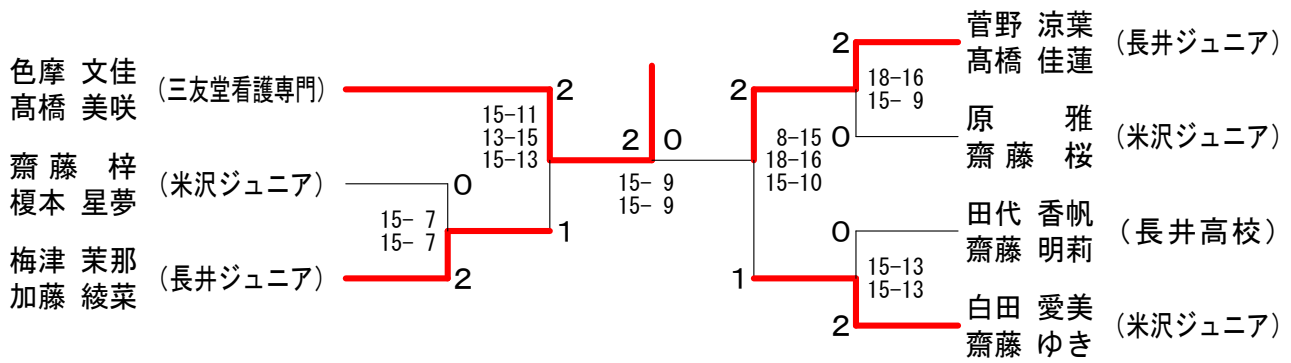 色摩 文佳
髙橋 美咲
(三友堂看護専門)
齋藤 梓
榎本 星夢
(米沢ジュニア)
梅津 茉那
加藤 綾菜
(長井ジュニア)
0
15- 7
15- 7
2
2
15-11
13-15
15-13
1
2 0
15- 9
15- 9
2
8-15
18-16
15-10
1
2
18-16
15- 9
0
0
15-13
15-13
2
菅野 涼葉
髙橋 佳蓮
(長井ジュニア)
原 雅
齋藤 桜
(米沢ジュニア)
田代 香帆
齋藤 明莉
(長井高校)
白田 愛美
齋藤 ゆき
(米沢ジュニア)